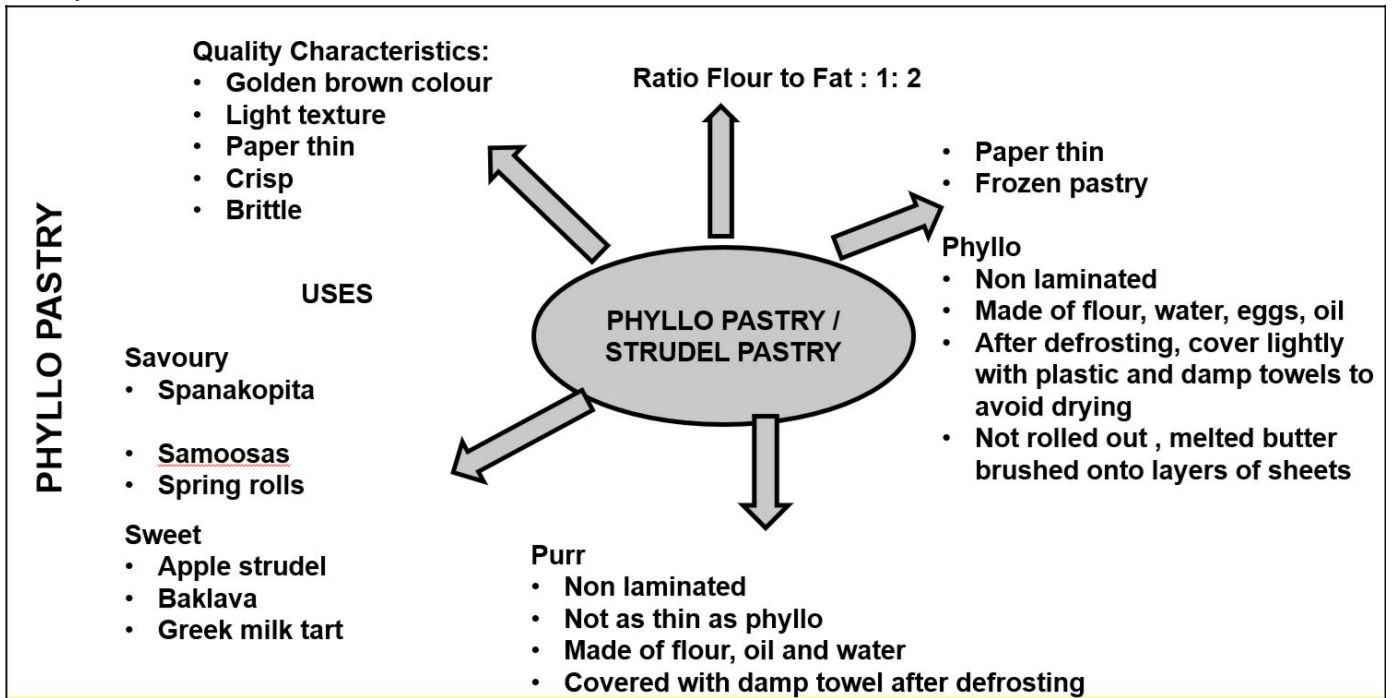 PHYLLO PASTRY
Quality Characteristics:
• Golden brown colour
• Light texture
• Paper thin
• Crisp
• Brittle
Ratio Flour to Fat : 1: 2
• Paper thin
• Frozen pastry
Phyllo
• Non laminated
• Made of flour, water, eggs, oil
• After defrosting, cover lightly
with plastic and damp towels to
avoid drying
• Not rolled out , melted butter
brushed onto layers of sheets
PHYLLO PASTRY /
STRUDEL PASTRY
USES
Savoury
• Spanakopita
• Samoosas
• Spring rolls
Sweet
• Apple strudel
• Baklava
• Greek milk tart
Purr
• Non laminated
• Not as thin as phyllo
• Made of flour, oil and water
• Covered with damp towel after defrosting